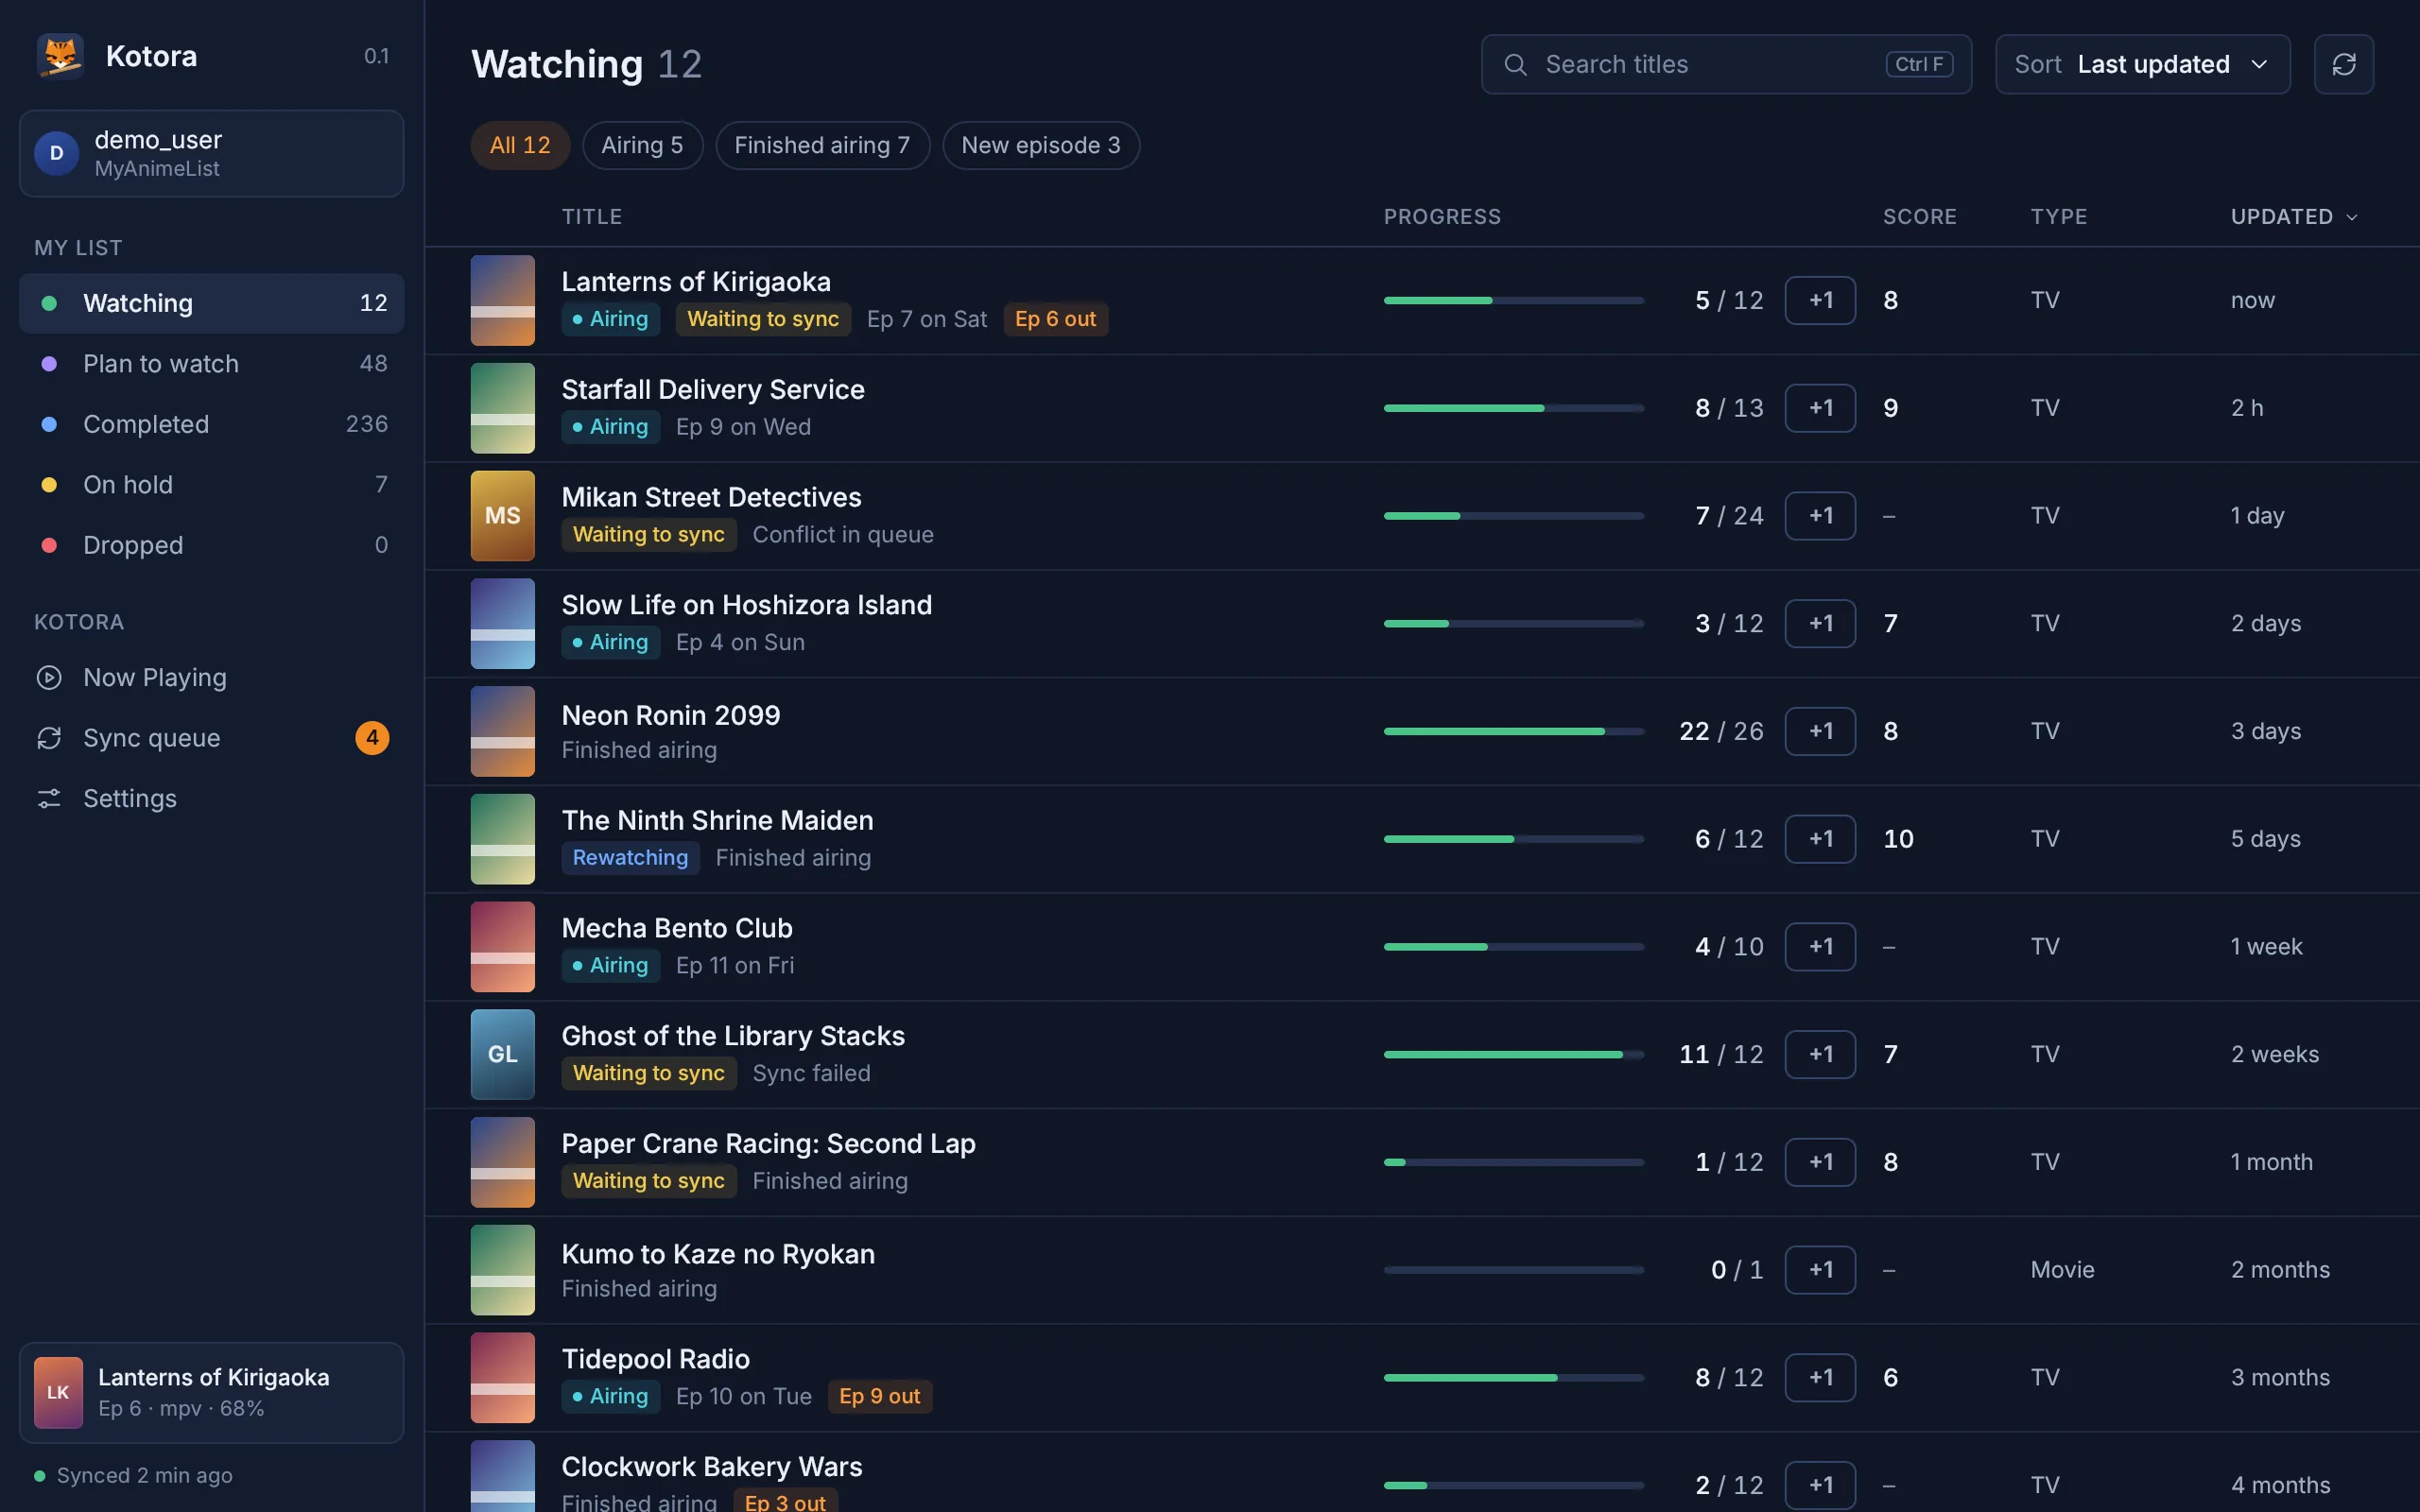 Kotora 0.1
D
demo_user
MyAnimeList
MY LIST
Watching 12
Plan to watch 48
Completed 236
On hold 7
Dropped 0
KOTORA
Now Playing
Sync queue 4
Settings
LK
Lanterns of Kirigaoka
Ep 6 · mpv · 68%
Synced 2 min ago
Watching 12
Search titles Ctrl F
Sort Last updated
All 12 Airing 5 Finished airing 7 New episode 3
TITLE PROGRESS SCORE TYPE UPDATED
Lanterns of Kirigaoka
Airing Waiting to sync Ep 7 on Sat Ep 6 out
5 / 12 +1 8 TV now
Starfall Delivery Service
Airing Ep 9 on Wed
8 / 13 +1 9 TV 2 h
MS
Mikan Street Detectives
Waiting to sync Conflict in queue
7 / 24 +1 – TV 1 day
Slow Life on Hoshizora Island
Airing Ep 4 on Sun
3 / 12 +1 7 TV 2 days
Neon Ronin 2099
Finished airing
22 / 26 +1 8 TV 3 days
The Ninth Shrine Maiden
Rewatching Finished airing
6 / 12 +1 10 TV 5 days
Mecha Bento Club
Airing Ep 11 on Fri
4 / 10 +1 – TV 1 week
GL
Ghost of the Library Stacks
Waiting to sync Sync failed
11 / 12 +1 7 TV 2 weeks
Paper Crane Racing: Second Lap
Waiting to sync Finished airing
1 / 12 +1 8 TV 1 month
Kumo to Kaze no Ryokan
Finished airing
0 / 1 +1 – Movie 2 months
Tidepool Radio
Airing Ep 10 on Tue Ep 9 out
8 / 12 +1 6 TV 3 months
Clockwork Bakery Wars
Finished airing Ep 3 out
2 / 12 +1 – TV 4 months